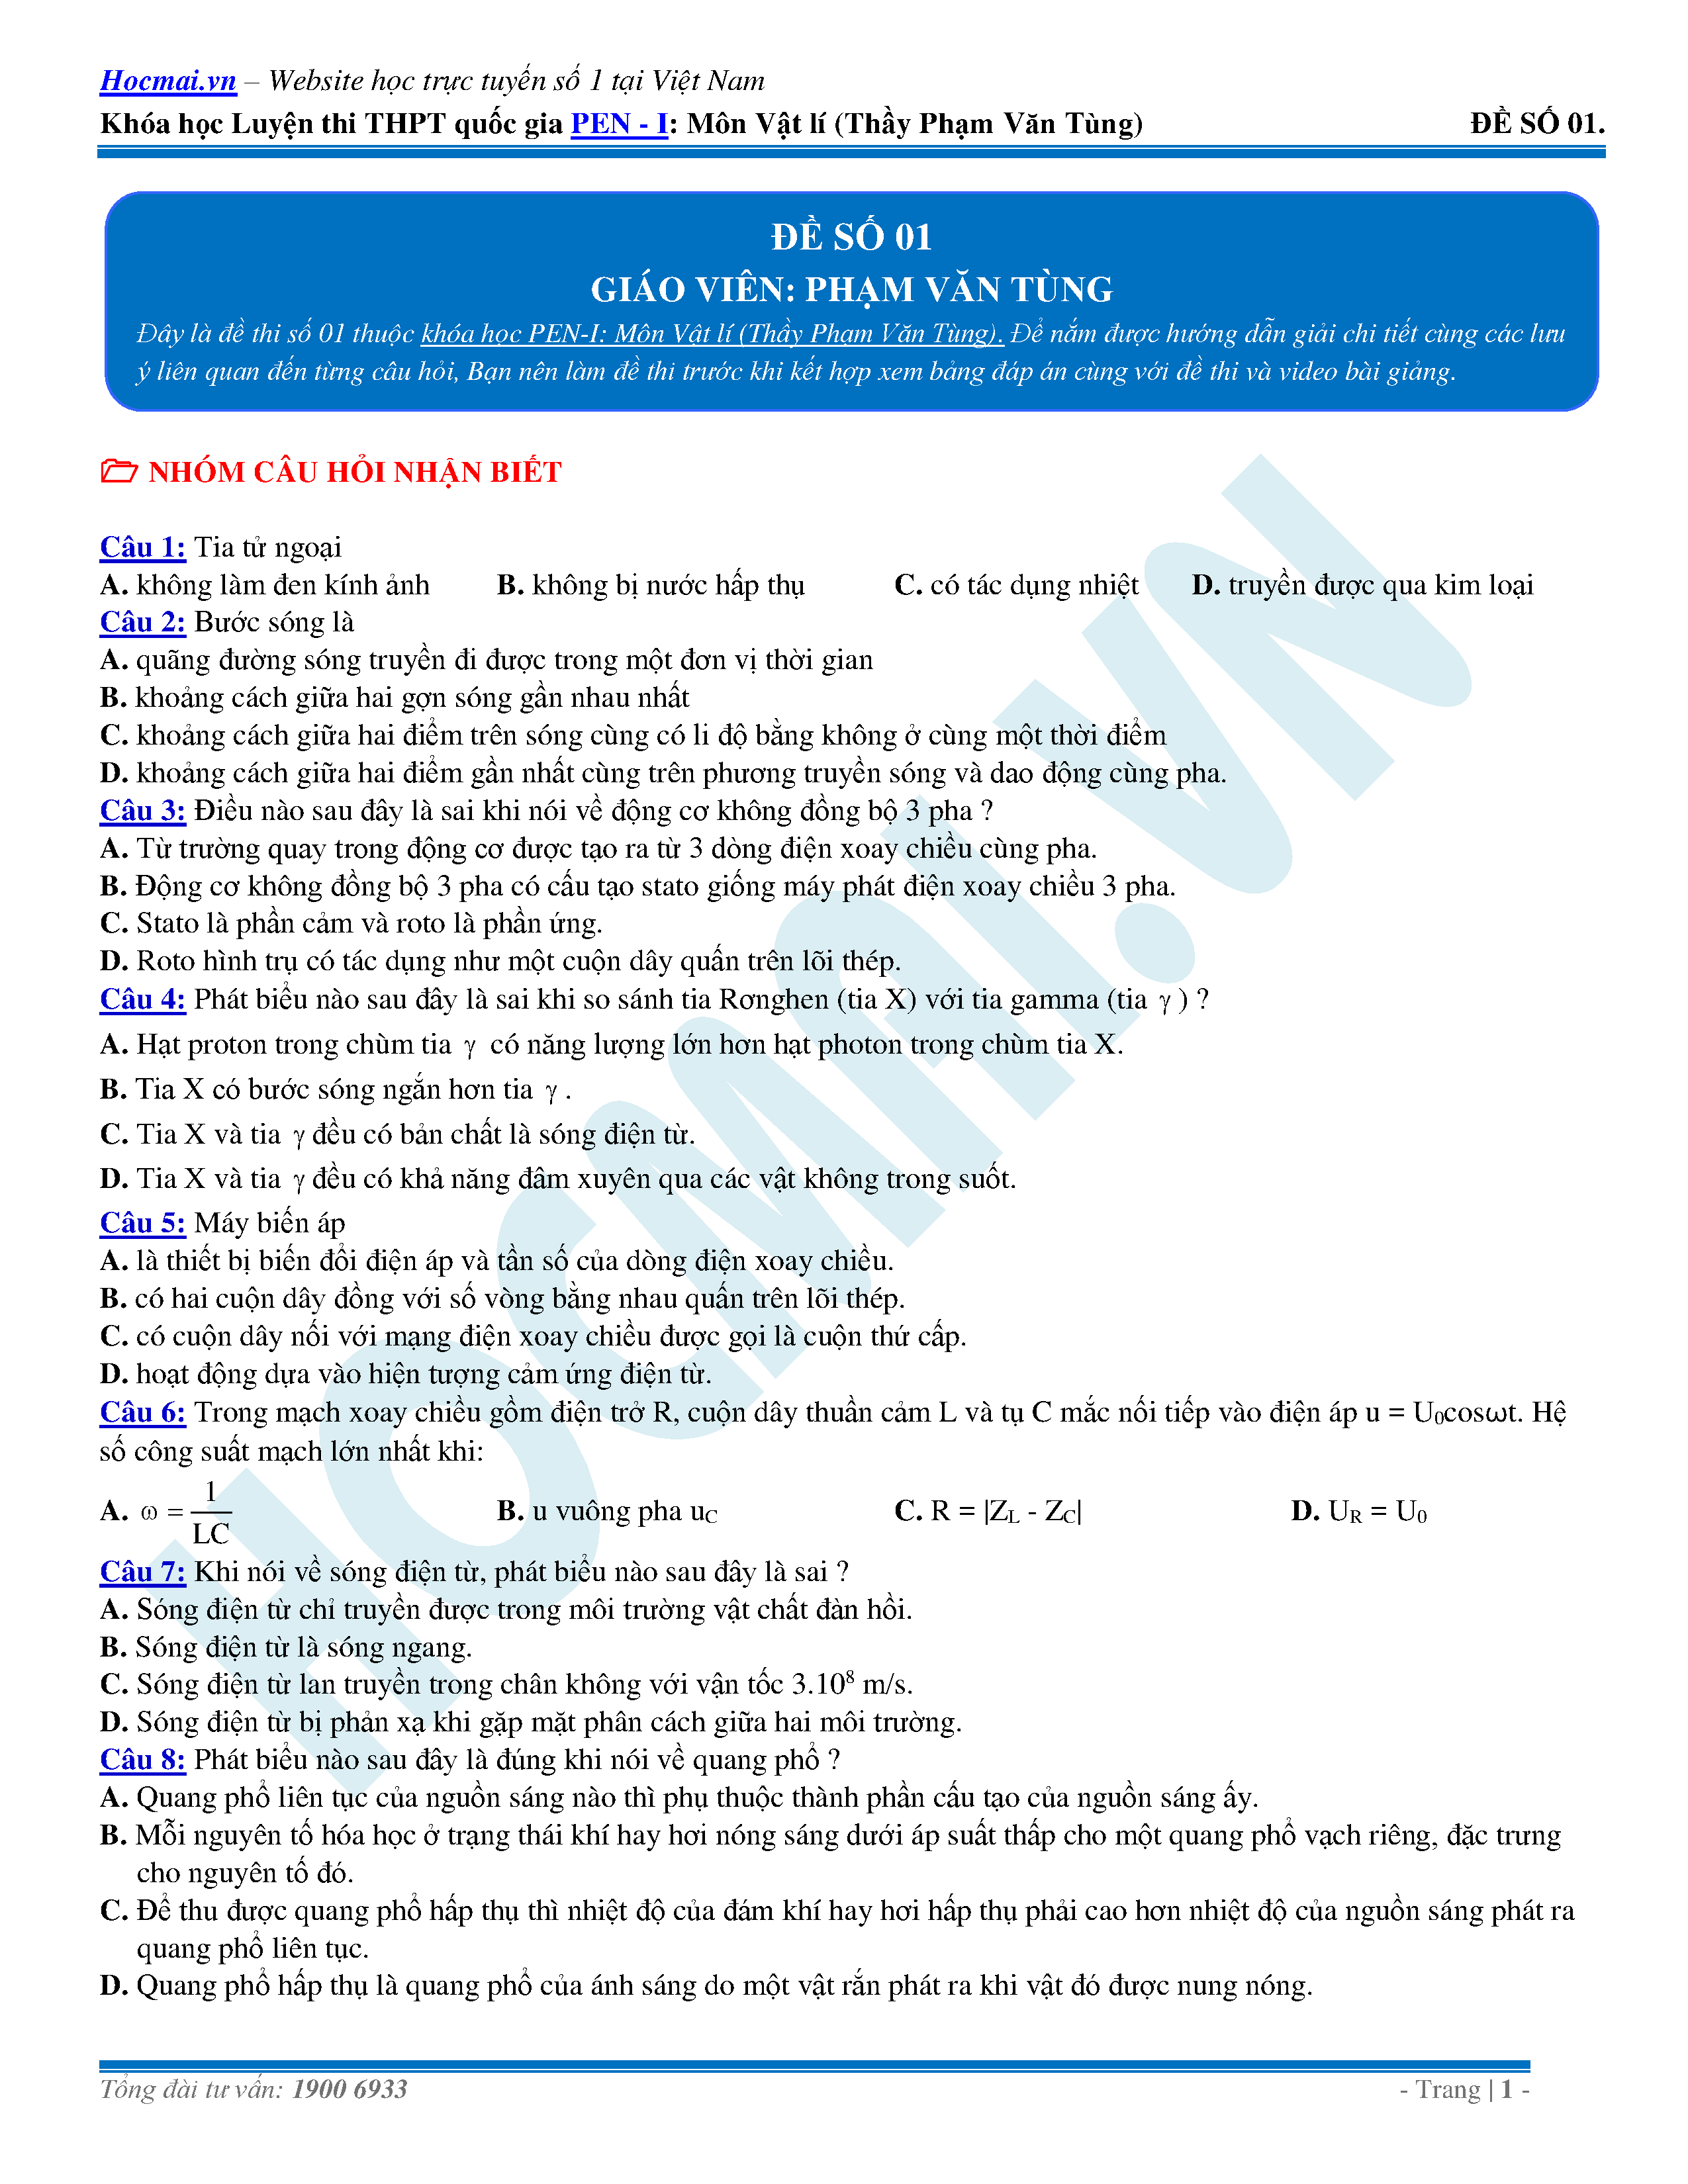 Hocmai.vn – Website học trực tuyến số 1 tại Việt Nam
Khóa học Luyện thi THPT quốc gia PEN - I: Môn Vật lí (Thầy Phạm Văn Tùng) ĐỀ SỐ 01.
ĐỀ SỐ 01
GIÁO VIÊN: PHẠM VĂN TÙNG
Đây là đề thi số 01 thuộc khóa học PEN-I: Môn Vật lí (Thầy Phạm Văn Tùng). Để nắm được hướng dẫn giải chi tiết cùng các lưu
ý liên quan đến từng câu hỏi, Bạn nên làm đề thi trước khi kết hợp xem bảng đáp án cùng với đề thi và video bài giảng.
NHÓM CÂU HỎI NHẬN BIẾT
Câu 1: Tia tử ngoại
A. không làm đen kính ảnh B. không bị nước hấp thụ C. có tác dụng nhiệt D. truyền được qua kim loại
Câu 2: Bước sóng là
A. quãng đường sóng truyền đi được trong một đơn vị thời gian
B. khoảng cách giữa hai gợn sóng gần nhau nhất
C. khoảng cách giữa hai điểm trên sóng cùng có li độ bằng không ở cùng một thời điểm
D. khoảng cách giữa hai điểm gần nhất cùng trên phương truyền sóng và dao động cùng pha.
Câu 3: Điều nào sau đây là sai khi nói về động cơ không đồng bộ 3 pha ?
A. Từ trường quay trong động cơ được tạo ra từ 3 dòng điện xoay chiều cùng pha.
B. Động cơ không đồng bộ 3 pha có cấu tạo stato giống máy phát điện xoay chiều 3 pha.
C. Stato là phần cảm và roto là phần ứng.
D. Roto hình trụ có tác dụng như một cuộn dây quấn trên lõi thép.
Câu 4: Phát biểu nào sau đây là sai khi so sánh tia Rơnghen (tia X) với tia gamma (tia γ ) ?
A. Hạt proton trong chùm tia γ có năng lượng lớn hơn hạt photon trong chùm tia X.
B. Tia X có bước sóng ngắn hơn tia γ .
C. Tia X và tia γ đều có bản chất là sóng điện từ.
D. Tia X và tia γ đều có khả năng đâm xuyên qua các vật không trong suốt.
Câu 5: Máy biến áp
A. là thiết bị biến đổi điện áp và tần số của dòng điện xoay chiều.
B. có hai cuộn dây đồng với số vòng bằng nhau quấn trên lõi thép.
C. có cuộn dây nối với mạng điện xoay chiều được gọi là cuộn thứ cấp.
D. hoạt động dựa vào hiện tượng cảm ứng điện từ.
Câu 6: Trong mạch xoay chiều gồm điện trở R, cuộn dây thuần cảm L và tụ C mắc nối tiếp vào điện áp u = U₀cosωt. Hệ
số công suất mạch lớn nhất khi:
A. ω = 1/LC B. u vuông pha u_C C. R = |Z_L - Z_C| D. U_R = U₀
Câu 7: Khi nói về sóng điện từ, phát biểu nào sau đây là sai ?
A. Sóng điện từ chỉ truyền được trong môi trường vật chất đàn hồi.
B. Sóng điện từ là sóng ngang.
C. Sóng điện từ lan truyền trong chân không với vận tốc 3.10⁸ m/s.
D. Sóng điện từ bị phản xạ khi gặp mặt phân cách giữa hai môi trường.
Câu 8: Phát biểu nào sau đây là đúng khi nói về quang phổ ?
A. Quang phổ liên tục của nguồn sáng nào thì phụ thuộc thành phần cấu tạo của nguồn sáng ấy.
B. Mỗi nguyên tố hóa học ở trạng thái khí hay hơi nóng sáng dưới áp suất thấp cho một quang phổ vạch riêng, đặc trưng
cho nguyên tố đó.
C. Để thu được quang phổ hấp thụ thì nhiệt độ của đám khí hay hơi hấp thụ phải cao hơn nhiệt độ của nguồn sáng phát ra
quang phổ liên tục.
D. Quang phổ hấp thụ là quang phổ của ánh sáng do một vật rắn phát ra khi vật đó được nung nóng.
HOCMAI.VN
Tổng đài tư vấn: 1900 6933 - Trang | 1 -